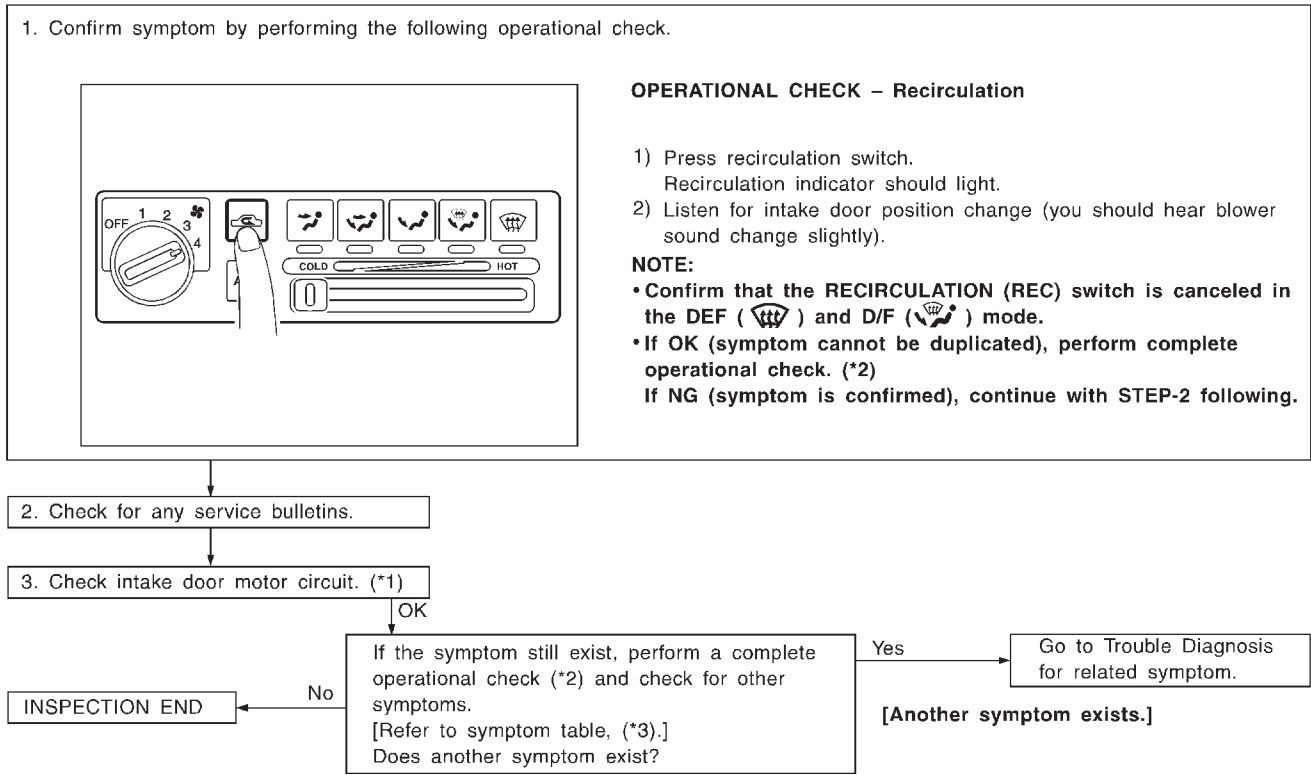 1. Confirm symptom by performing the following operational check.
OFF 1 2 3 4
A
COLD HOT
OPERATIONAL CHECK – Recirculation
1) Press recirculation switch.
Recirculation indicator should light.
2) Listen for intake door position change (you should hear blower
sound change slightly).
NOTE:
• Confirm that the RECIRCULATION (REC) switch is canceled in
the DEF ( ) and D/F ( ) mode.
• If OK (symptom cannot be duplicated), perform complete
operational check. (*2)
If NG (symptom is confirmed), continue with STEP-2 following.
2. Check for any service bulletins.
3. Check intake door motor circuit. (*1)
OK
If the symptom still exist, perform a complete
operational check (*2) and check for other
symptoms.
[Refer to symptom table, (*3).]
Does another symptom exist?
Yes
Go to Trouble Diagnosis
for related symptom.
[Another symptom exists.]
No
INSPECTION END